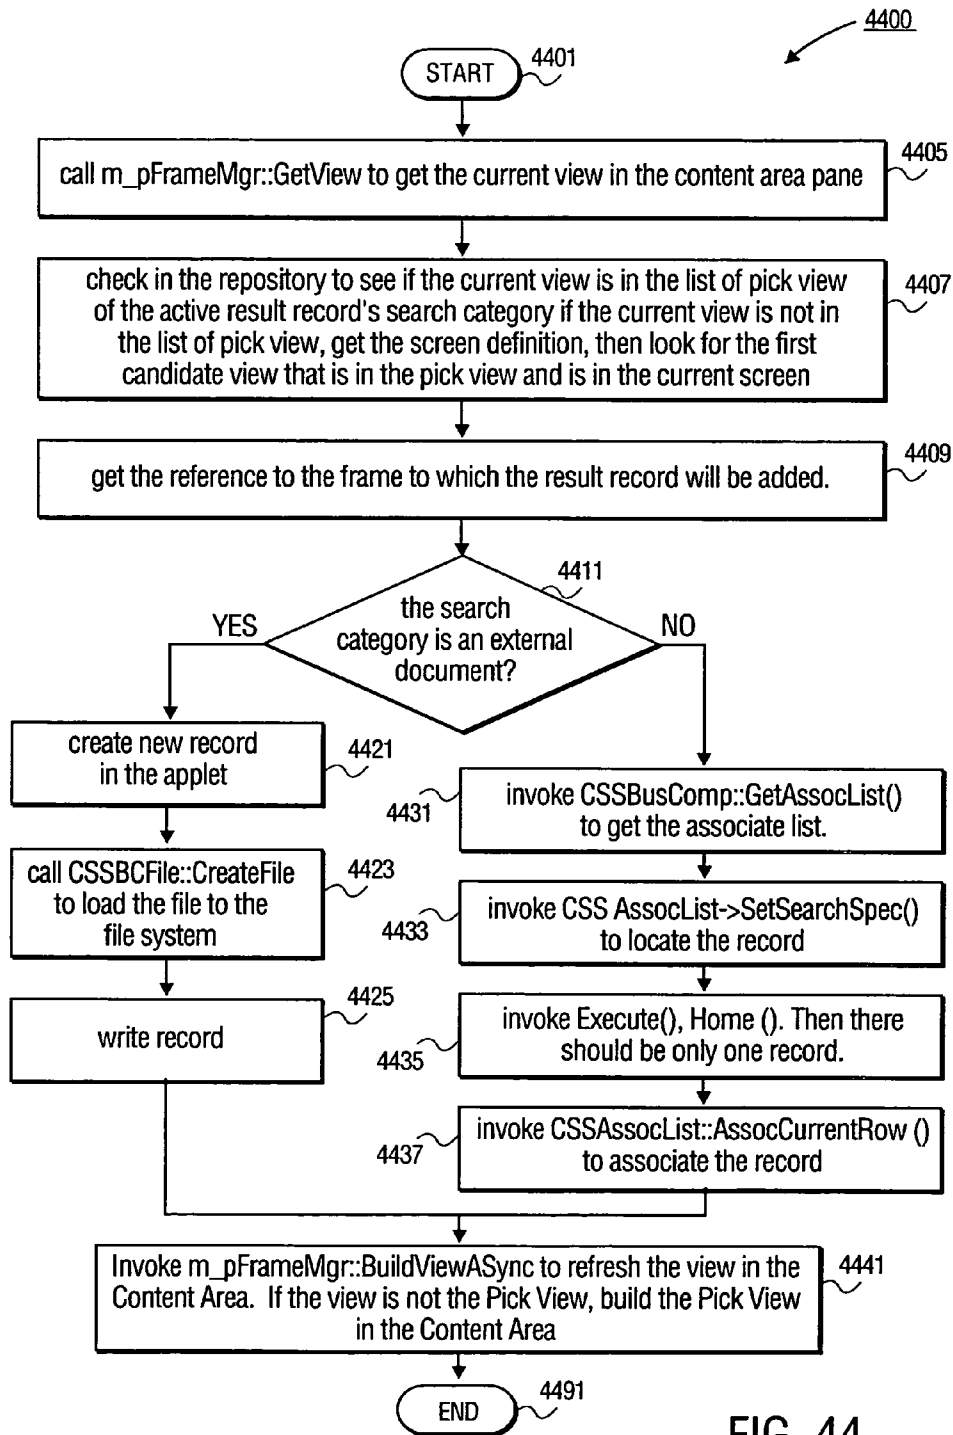 4400
START
4401
call m_pFrameMgr::GetView to get the current view in the content area pane
4405
check in the repository to see if the current view is in the list of pick view
of the active result record's search category if the current view is not in
the list of pick view, get the screen definition, then look for the first
candidate view that is in the pick view and is in the current screen
4407
get the reference to the frame to which the result record will be added.
4409
4411
the search
category is an external
document?
YES
NO
create new record
in the applet
4421
call CSSBCFile::CreateFile
to load the file to the
file system
4423
write record
4425
invoke CSSBusComp::GetAssocList()
to get the associate list.
4431
invoke CSS AssocList->SetSearchSpec()
to locate the record
4433
invoke Execute(), Home (). Then there
should be only one record.
4435
invoke CSSAssocList::AssocCurrentRow ()
to associate the record
4437
Invoke m_pFrameMgr::BuildViewASync to refresh the view in the
Content Area. If the view is not the Pick View, build the Pick View
in the Content Area
4441
END
4491
FIG. 44